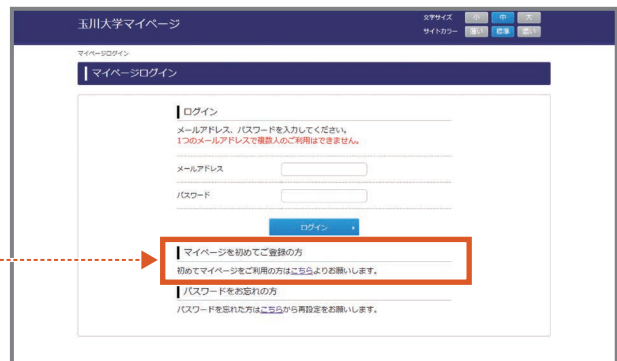 玉川大学マイページ
文字サイズ 小 中 大
サイトカラー 薄い 標準 濃い
マイページログイン
マイページログイン
ログイン
メールアドレス、パスワードを入力してください。
1つのメールアドレスで複数人のご利用はできません。
メールアドレス
パスワード
ログイン
マイページを初めてご登録の方
初めてマイページをご利用の方はこちらよりお願いします。
パスワードをお忘れの方
パスワードを忘れた方はこちらから再設定をお願いします。